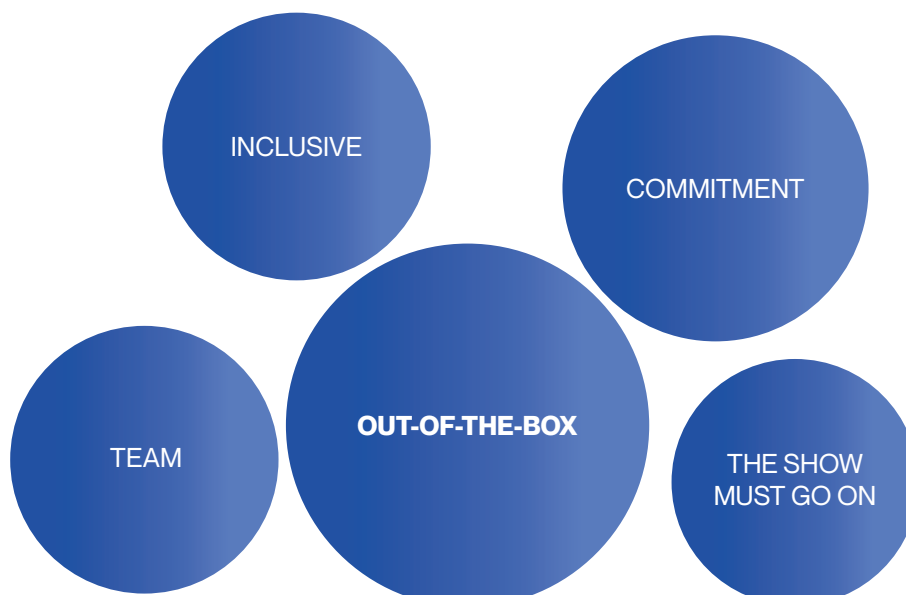 INCLUSIVE
COMMITMENT
OUT-OF-THE-BOX
TEAM
THE SHOW
MUST GO ON